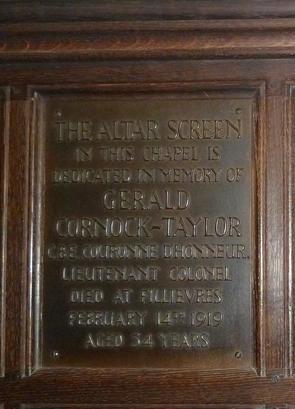 THE ALTAR SCREEN
IN THIS CHAPEL IS
DEDICATED IN MEMORY OF
GERALD
CORNOCK-TAYLOR
C·B·E· COURONNE D'HONNEUR.
LIEUTENANT COLONEL
DIED AT FILLIEVRES
FEBRUARY 14TH 1919
AGED 34 YEARS